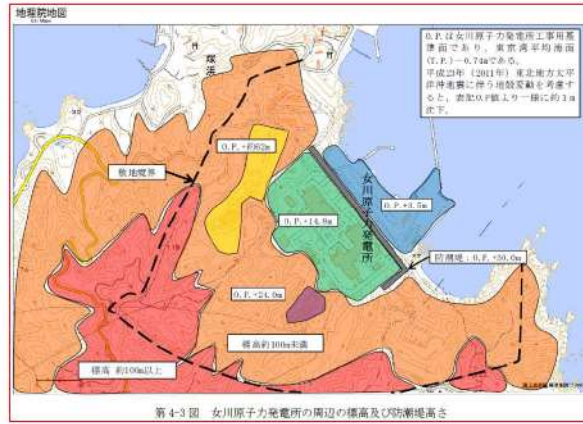 地理院地図
O.P.は女川原子力発電所工事用基
準面であり、東京湾平均海面
(T.P.)－0.74mである。
平成23年（2011年）東北地方太平
洋沖地震に伴う地殻変動を考慮す
ると、表記O.P値より一様に約1m
沈下。
塚浜
O.P.+約62m
敷地境界
O.P.+3.5m
女川原子力発電所
O.P.+14.8m
防潮堤：O.P.+30.0m
O.P.+24.0m
標高約100m未満
標高 約100m以上
第 4-3 図 女川原子力発電所の周辺の標高及び防潮堤高さ